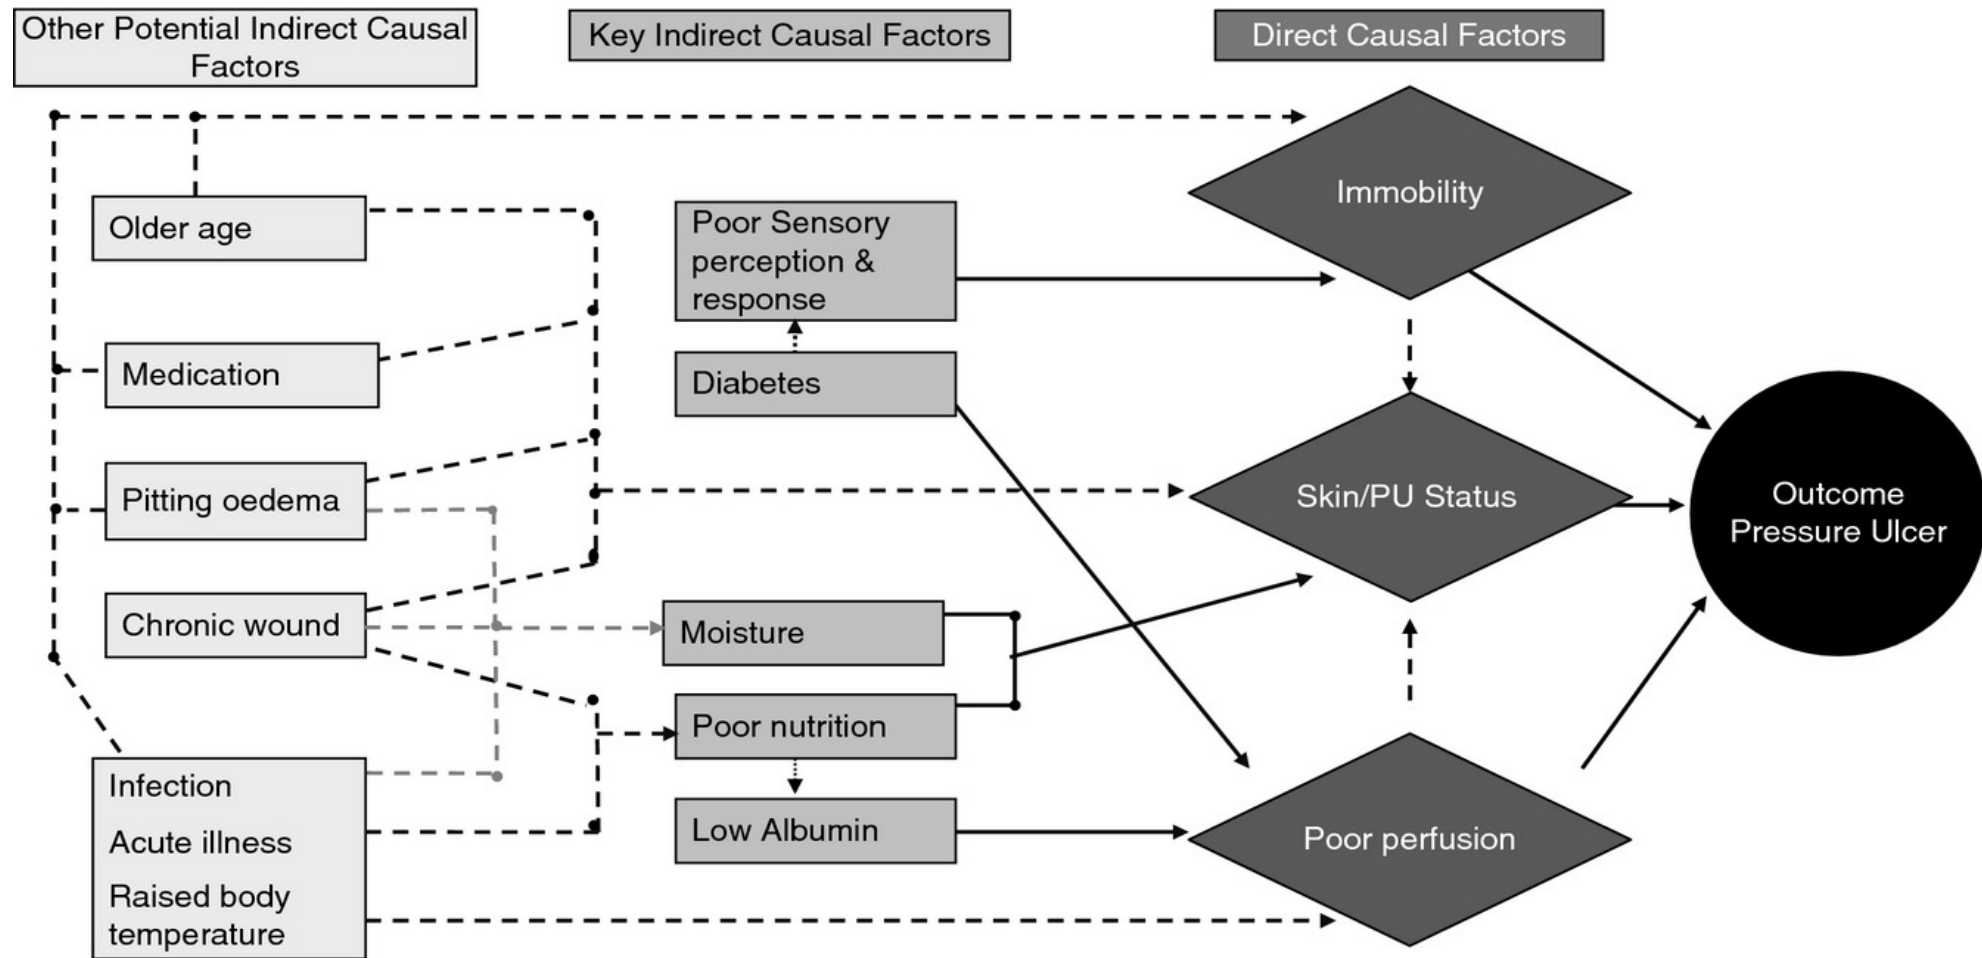 Other Potential Indirect Causal
Factors
Key Indirect Causal Factors
Direct Causal Factors
Older age
Medication
Pitting oedema
Chronic wound
Infection
Acute illness
Raised body
temperature
Poor Sensory
perception &
response
Diabetes
Moisture
Poor nutrition
Low Albumin
Immobility
Skin/PU Status
Poor perfusion
Outcome
Pressure Ulcer